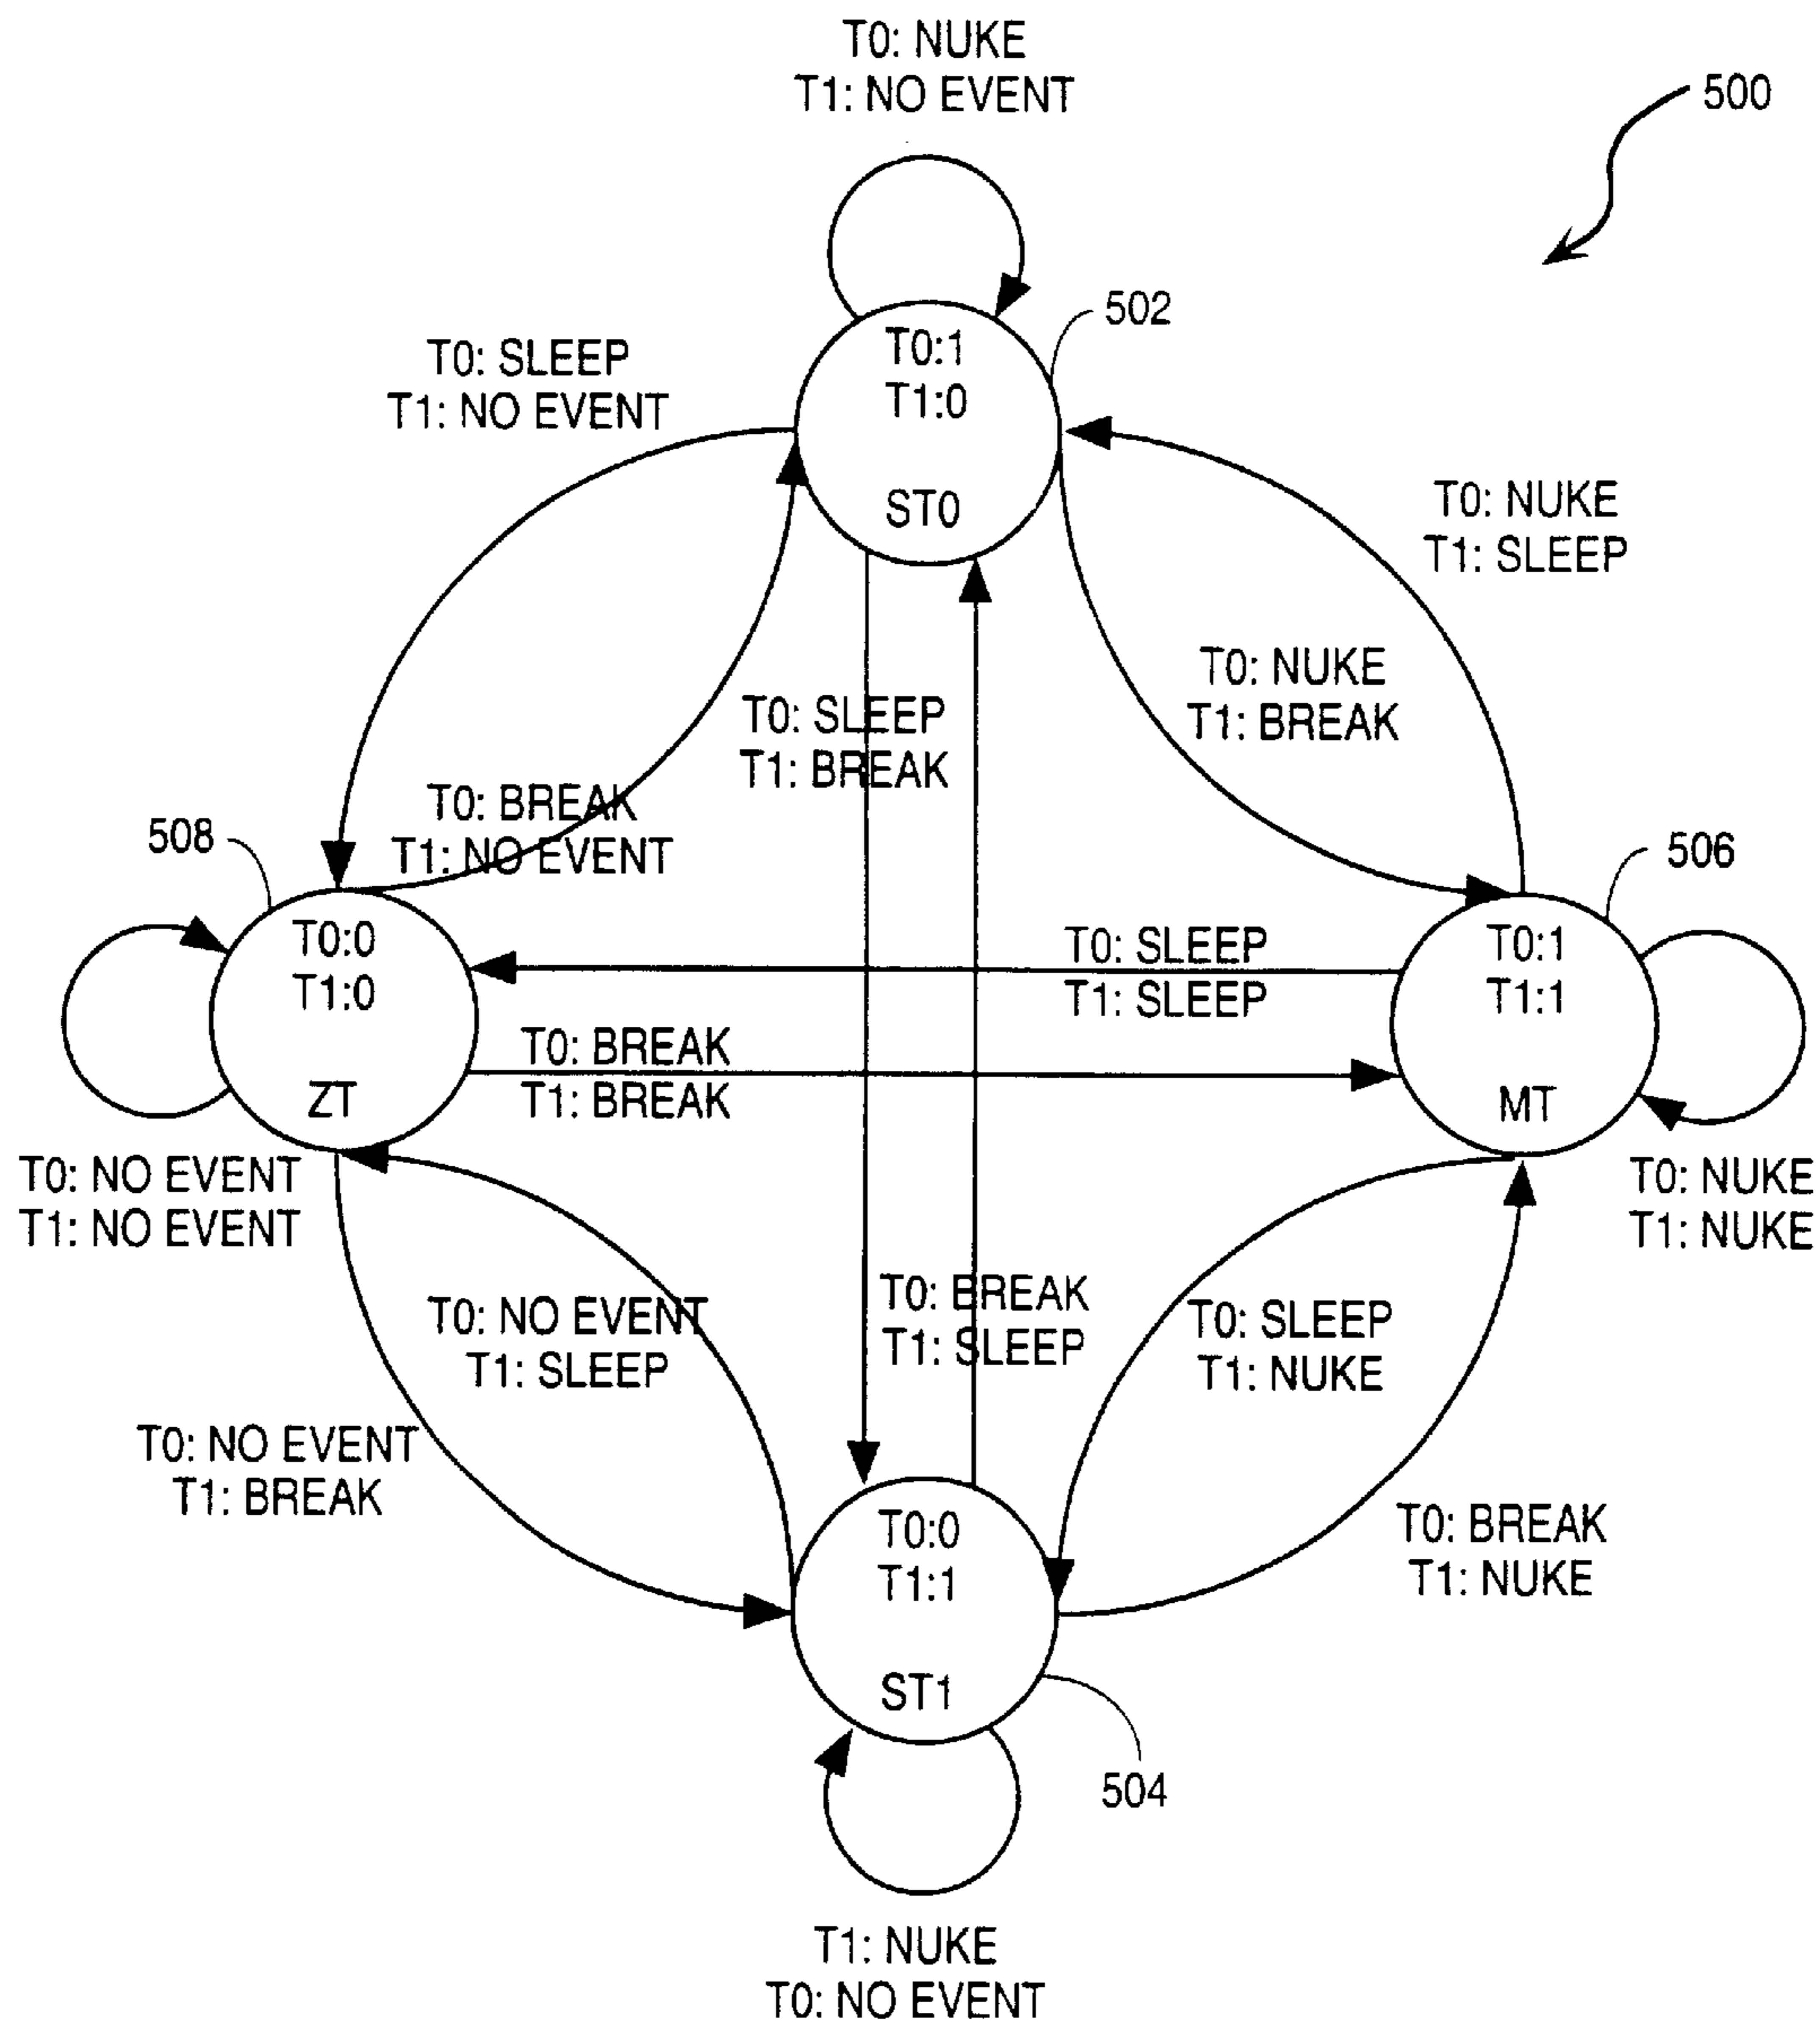 T0: NUKE
T1: NO EVENT
500
502
T0:1
T1:0
ST0
T0: SLEEP
T1: NO EVENT
T0: NUKE
T1: SLEEP
T0: NUKE
T1: BREAK
T0: SLEEP
T1: BREAK
T0: BREAK
T1: NO EVENT
508
506
T0:0
T1:0
ZT
T0: SLEEP
T1: SLEEP
T0:1
T1:1
MT
T0: BREAK
T1: BREAK
T0: NO EVENT
T1: NO EVENT
T0: NUKE
T1: NUKE
T0: NO EVENT
T1: SLEEP
T0: BREAK
T1: SLEEP
T0: SLEEP
T1: NUKE
T0: NO EVENT
T1: BREAK
T0: BREAK
T1: NUKE
T0:0
T1:1
ST1
504
T1: NUKE
T0: NO EVENT